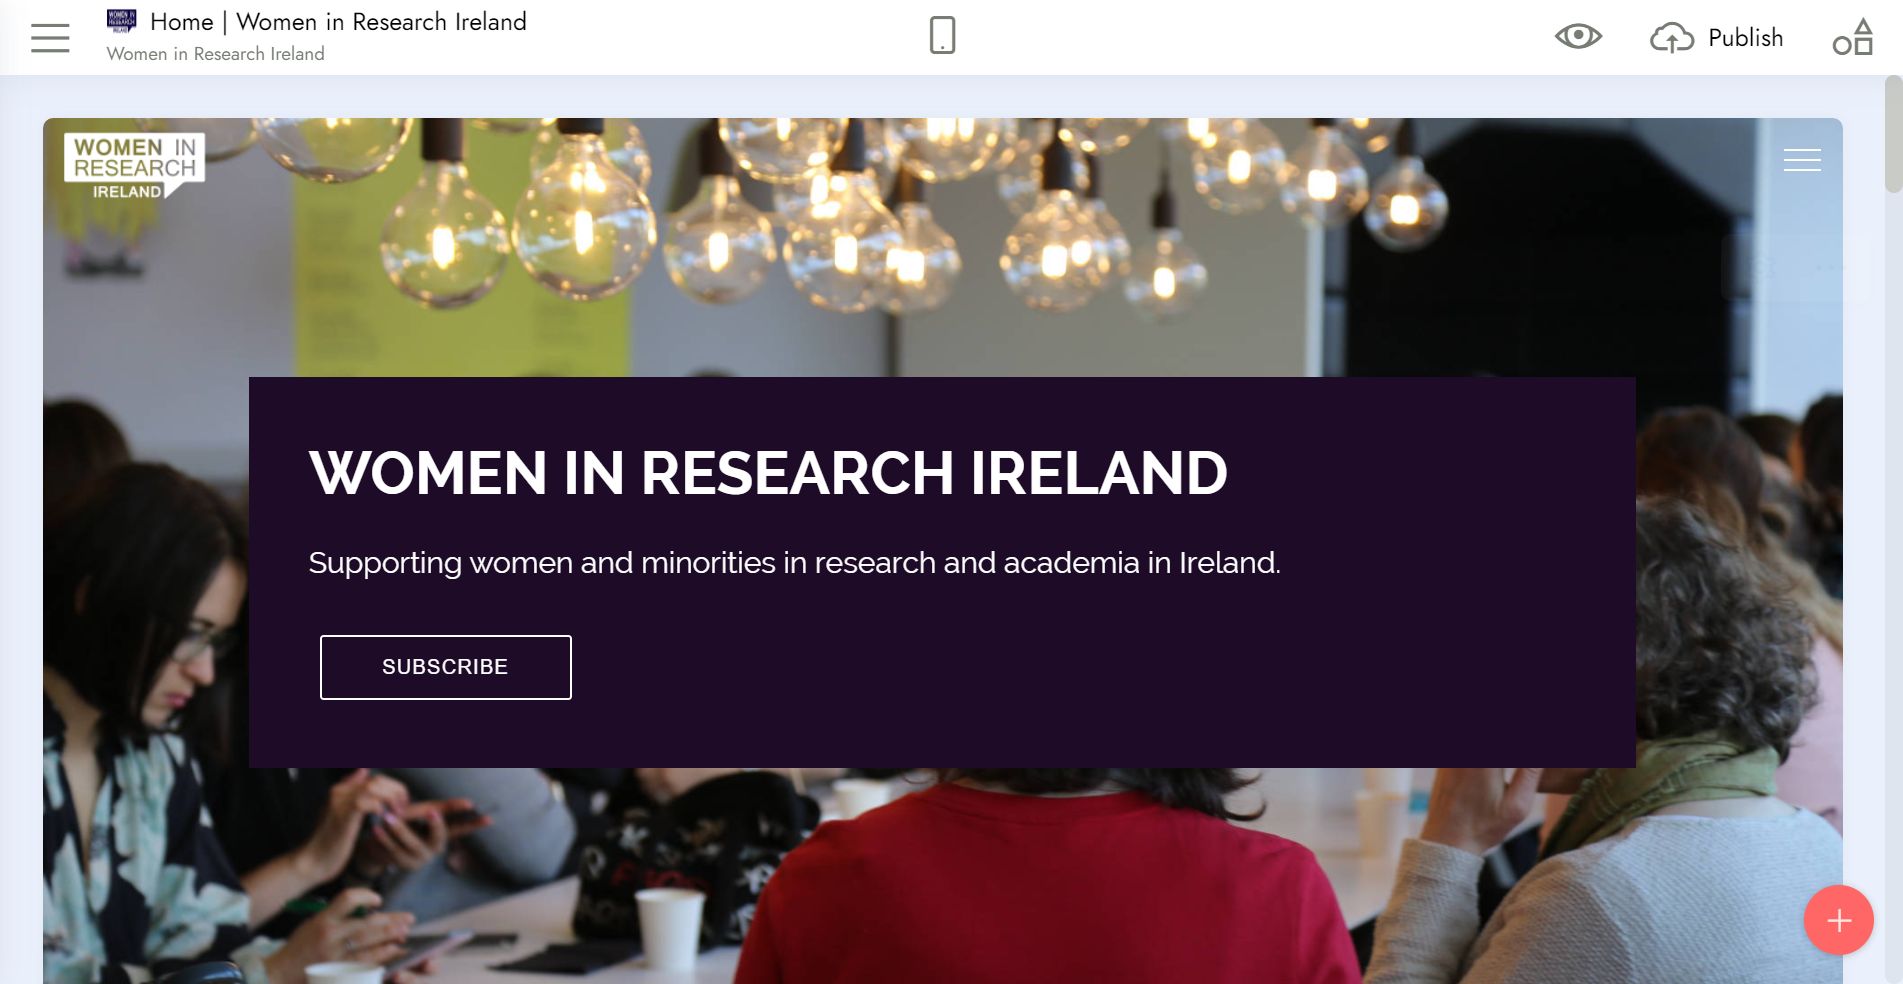 Home | Women in Research Ireland
Women in Research Ireland
Publish
WOMEN IN
RESEARCH
IRELAND
WOMEN IN RESEARCH IRELAND
Supporting women and minorities in research and academia in Ireland.
SUBSCRIBE